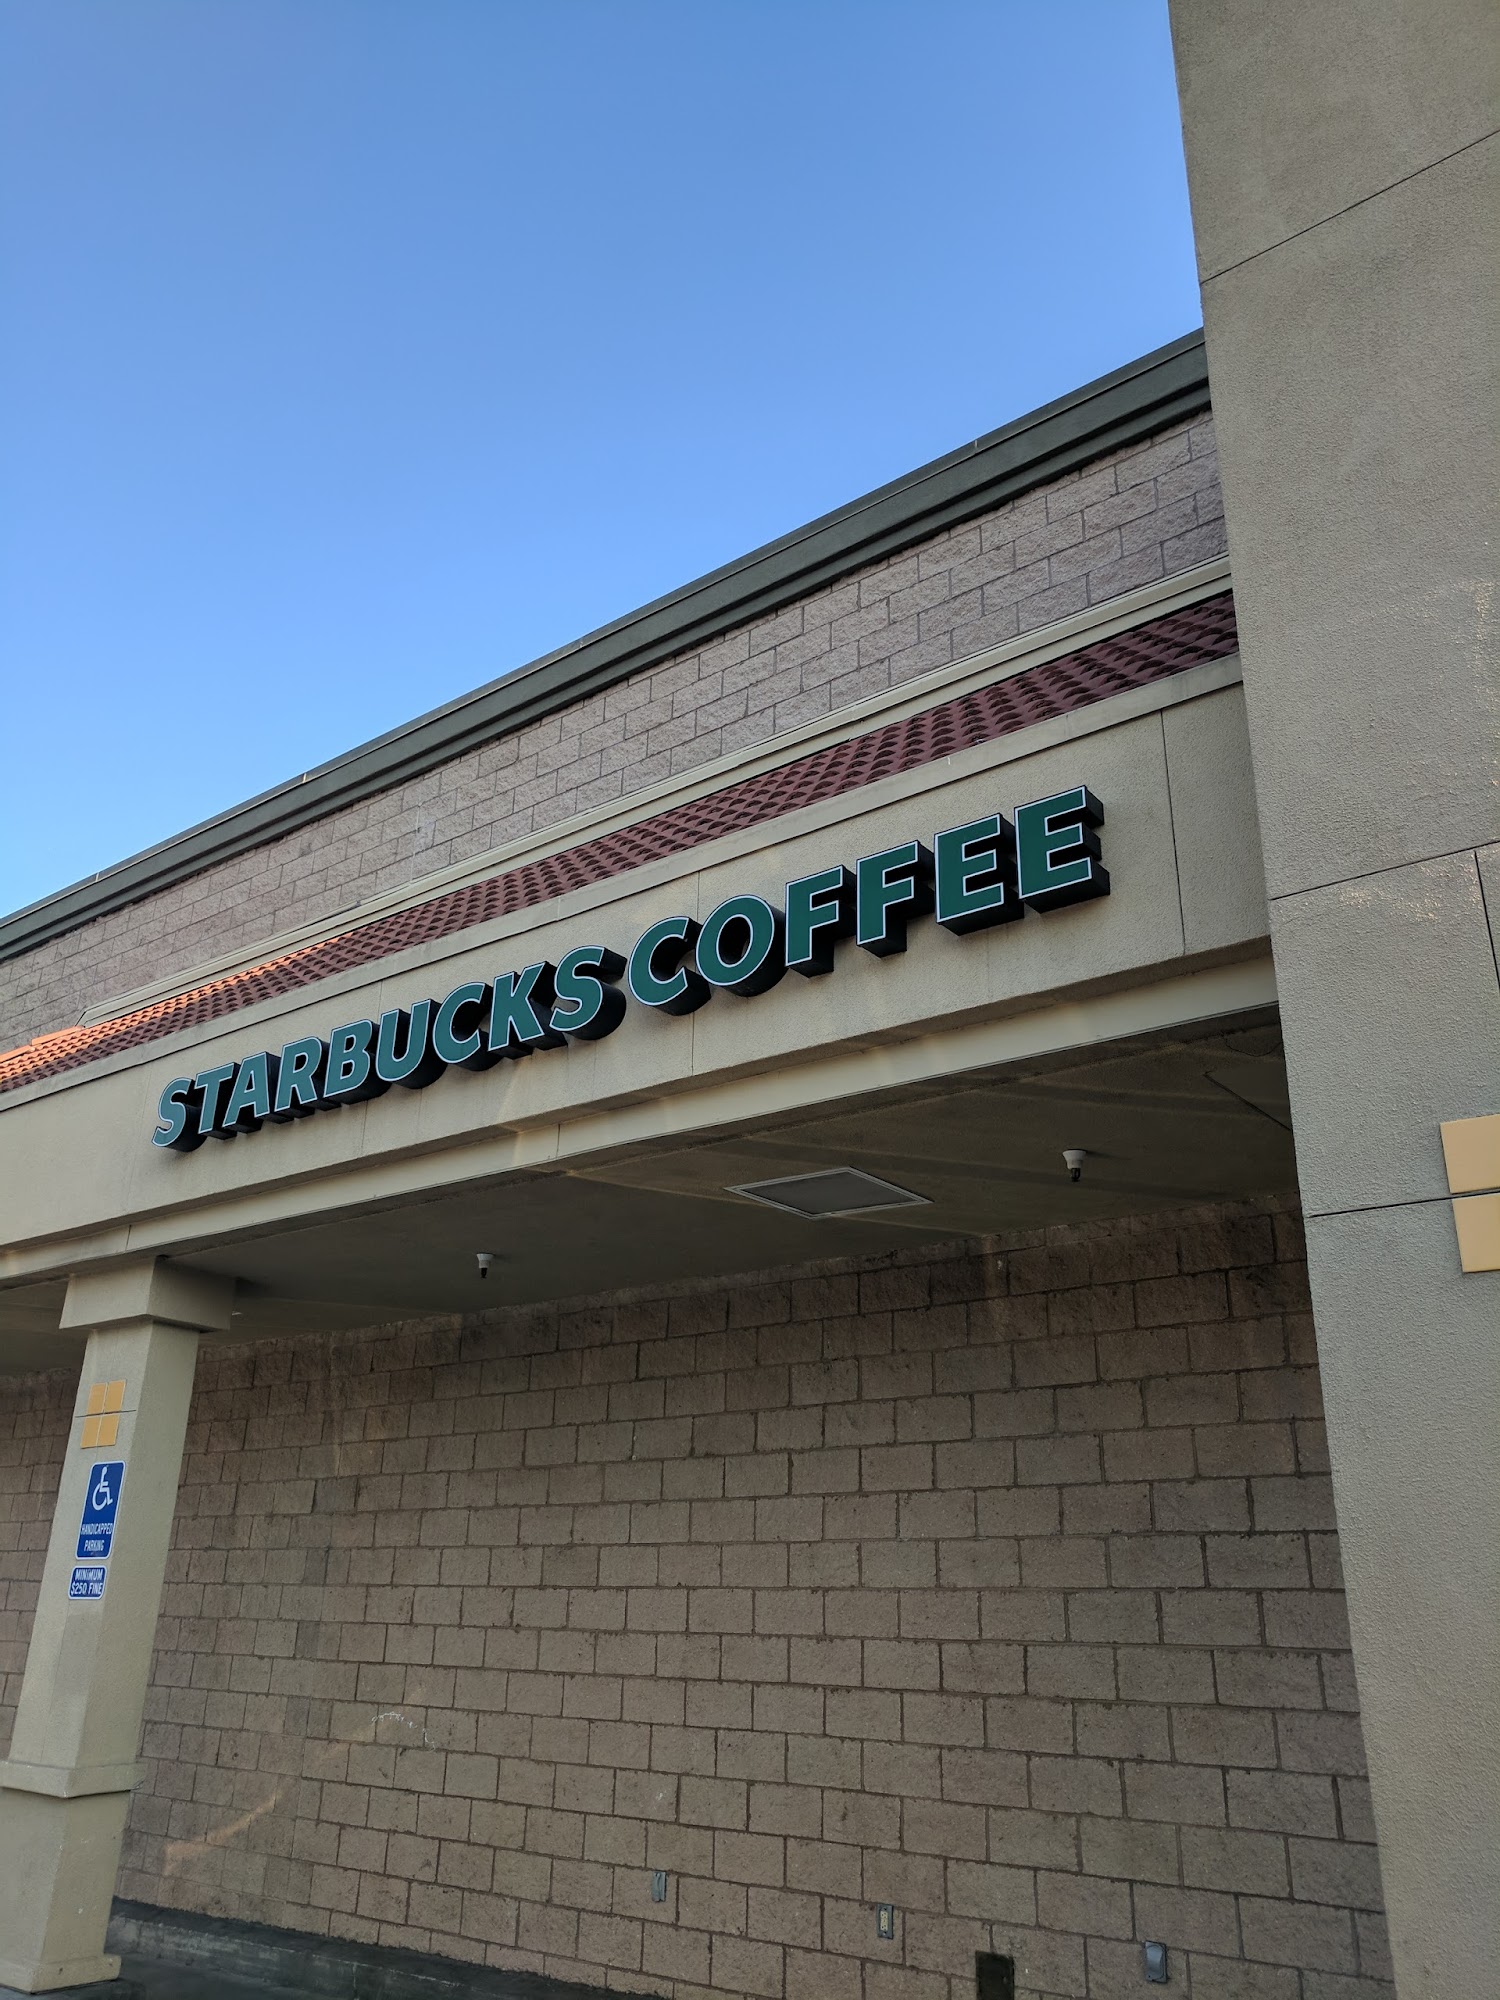 STARBUCKS COFFEE
HANDICAPPED
PARKING
MINIMUM
$250 FINE